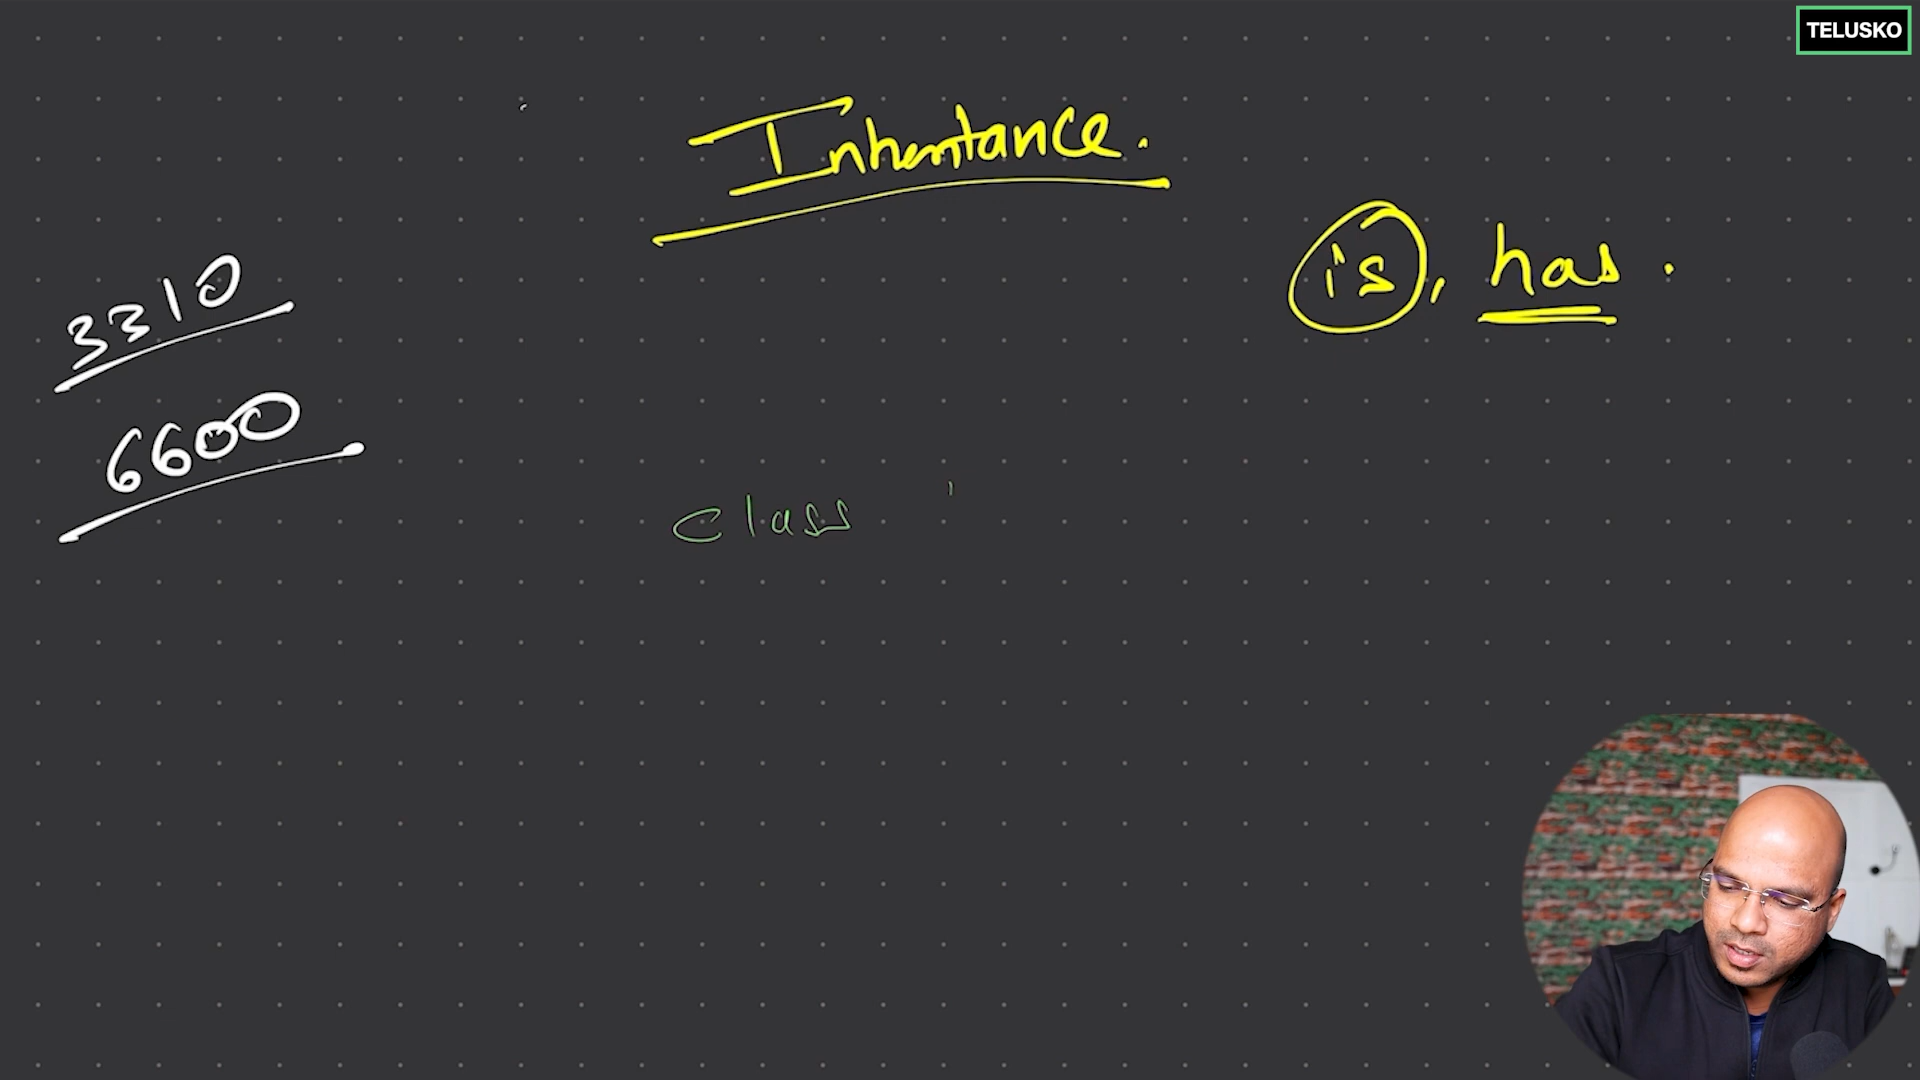 TELUSKO
Inheritance.
is, has.
3310
6600
class